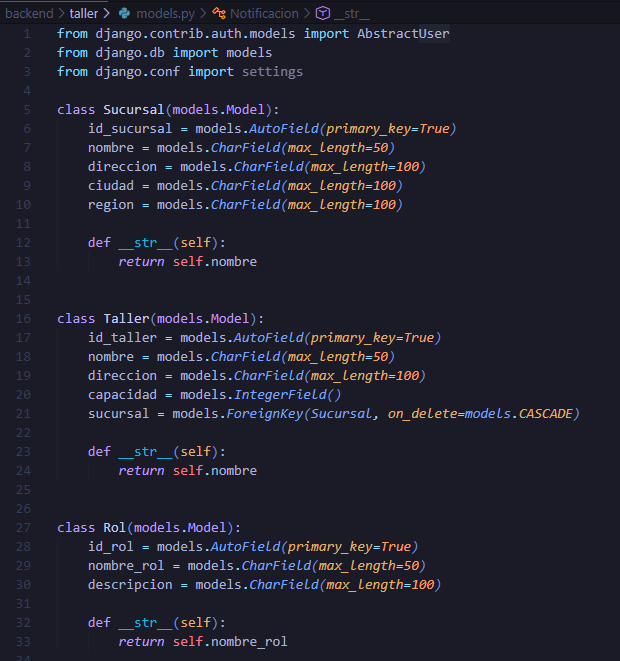 backend > taller > models.py > Notificacion > __str__
1 from django.contrib.auth.models import AbstractUser
2 from django.db import models
3 from django.conf import settings
4
5 class Sucursal(models.Model):
6     id_sucursal = models.AutoField(primary_key=True)
7     nombre = models.CharField(max_length=50)
8     direccion = models.CharField(max_length=100)
9     ciudad = models.CharField(max_length=100)
10     region = models.CharField(max_length=100)
11
12     def __str__(self):
13         return self.nombre
14
15
16 class Taller(models.Model):
17     id_taller = models.AutoField(primary_key=True)
18     nombre = models.CharField(max_length=50)
19     direccion = models.CharField(max_length=100)
20     capacidad = models.IntegerField()
21     sucursal = models.ForeignKey(Sucursal, on_delete=models.CASCADE)
22
23     def __str__(self):
24         return self.nombre
25
26
27 class Rol(models.Model):
28     id_rol = models.AutoField(primary_key=True)
29     nombre_rol = models.CharField(max_length=50)
30     descripcion = models.CharField(max_length=100)
31
32     def __str__(self):
33         return self.nombre_rol
34